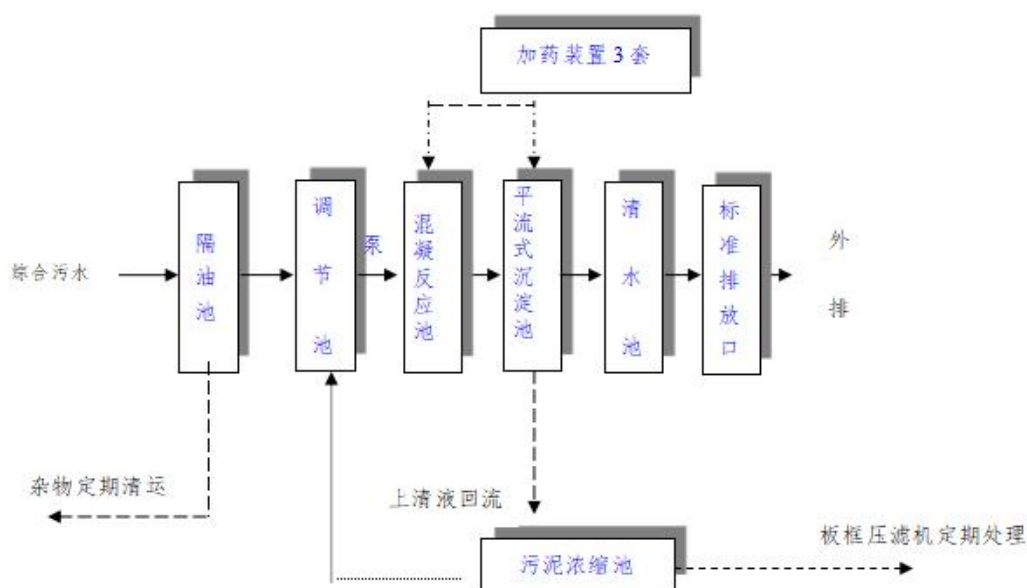 加药装置3套
综合污水
隔油池
调节池
泵
混凝反应池
平流式沉淀池
清水池
标准排放口
外排
杂物定期清运
上清液回流
污泥浓缩池
板框压滤机定期处理